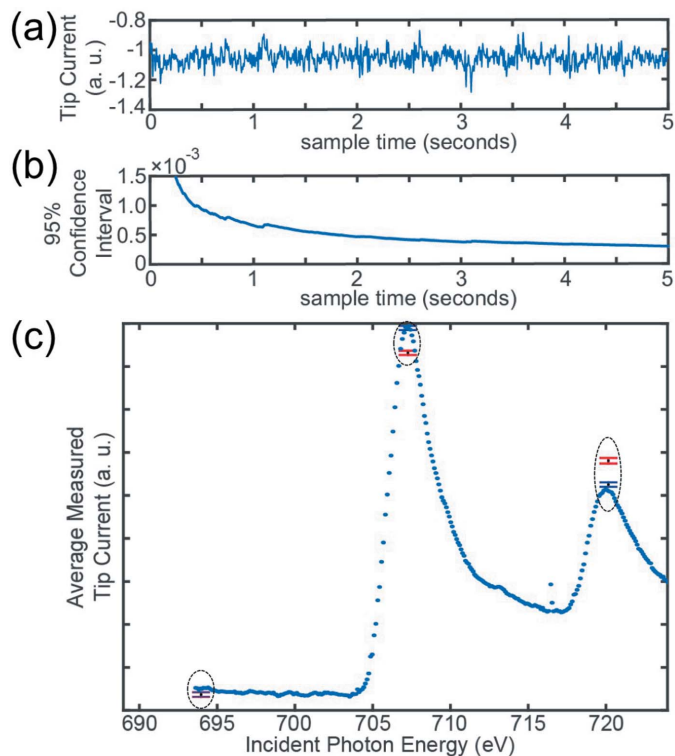 (a)
-0.8
-1
-1.2
-1.4
Tip Current
(a. u.)
0 1 2 3 4 5
sample time (seconds)
(b)
×10-3
1.5
1.0
0.5
0
95%
Confidence
Interval
0 1 2 3 4 5
sample time (seconds)
(c)
Average Measured
Tip Current (a. u.)
690 695 700 705 710 715 720
Incident Photon Energy (eV)